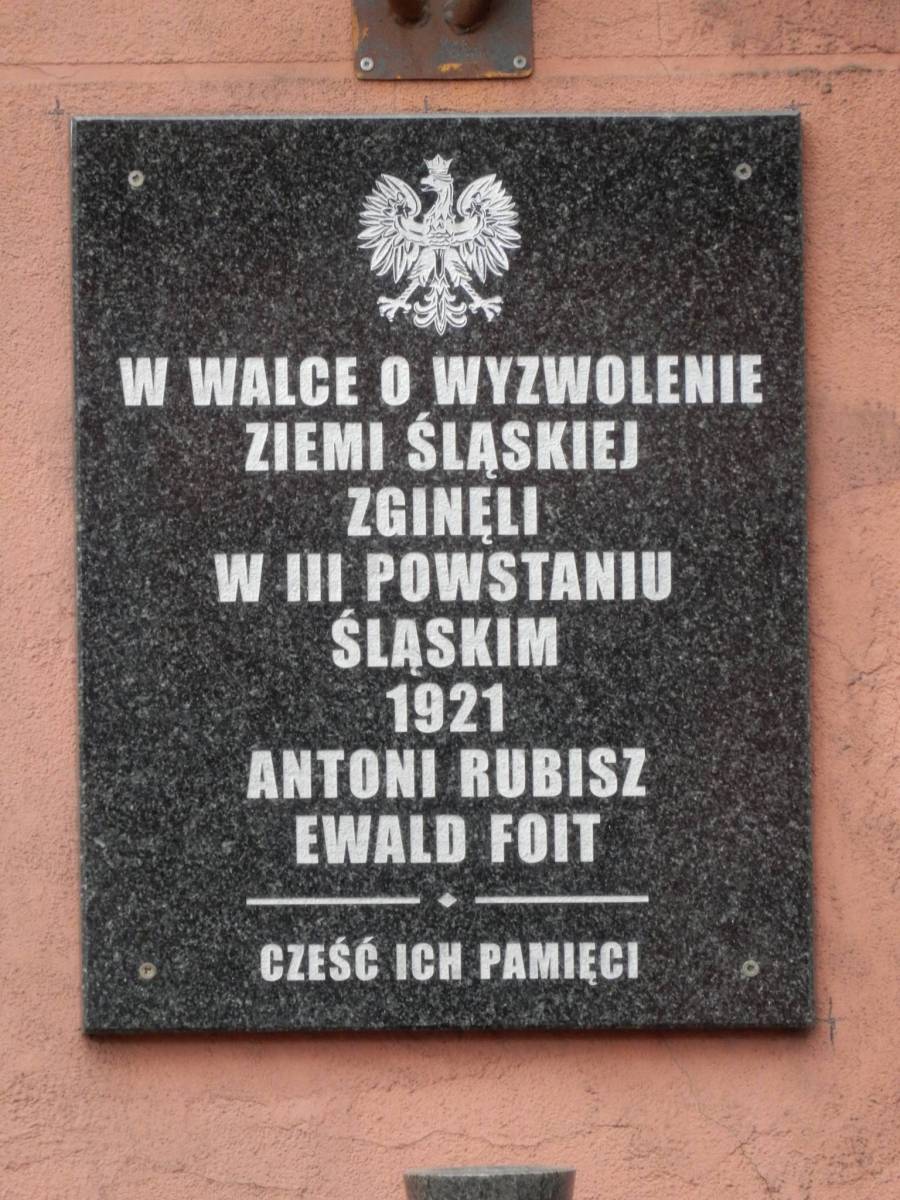 W WALCE O WYZWOLENIE
ZIEMI ŚLĄSKIEJ
ZGINĘLI
W III POWSTANIU
ŚLĄSKIM
1921
ANTONI RUBISZ
EWALD FOIT
CZEŚĆ ICH PAMIĘCI